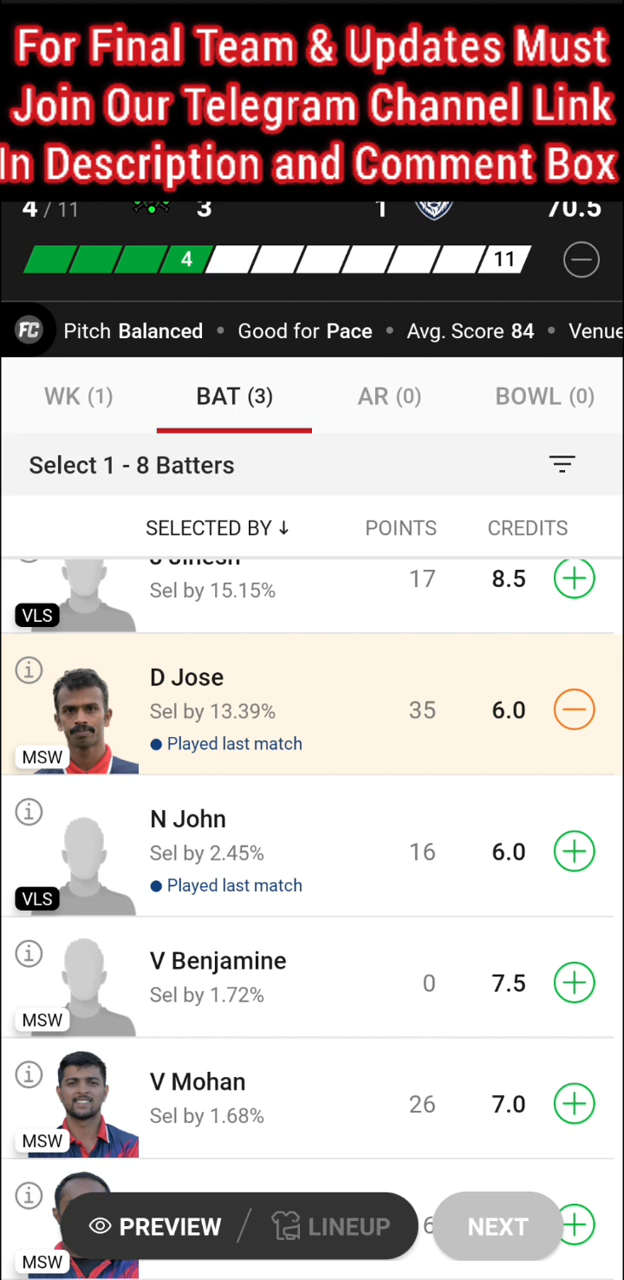 For Final Team & Updates Must
Join Our Telegram Channel Link
In Description and Comment Box
4 / 11 3 1 70.5
4 11
FC Pitch Balanced • Good for Pace • Avg. Score 84 • Venue
WK (1) BAT (3) AR (0) BOWL (0)
Select 1 - 8 Batters
SELECTED BY ↓ POINTS CREDITS
J Jinesh
Sel by 15.15% 17 8.5
VLS
D Jose
Sel by 13.39% 35 6.0
• Played last match
MSW
N John
Sel by 2.45% 16 6.0
• Played last match
VLS
V Benjamine
Sel by 1.72% 0 7.5
MSW
V Mohan
Sel by 1.68% 26 7.0
MSW
PREVIEW / LINEUP 6 NEXT
MSW